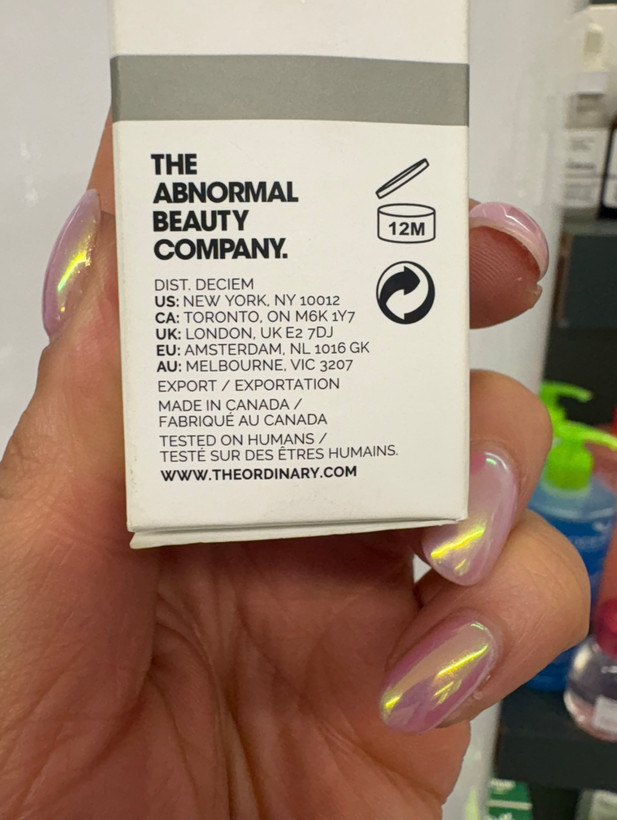 THE
ABNORMAL
BEAUTY
COMPANY.
12M
DIST. DECIEM
US: NEW YORK, NY 10012
CA: TORONTO, ON M6K 1Y7
UK: LONDON, UK E2 7DJ
EU: AMSTERDAM, NL 1016 GK
AU: MELBOURNE, VIC 3207
EXPORT / EXPORTATION
MADE IN CANADA /
FABRIQUÉ AU CANADA
TESTED ON HUMANS /
TESTÉ SUR DES ÊTRES HUMAINS.
WWW.THEORDINARY.COM